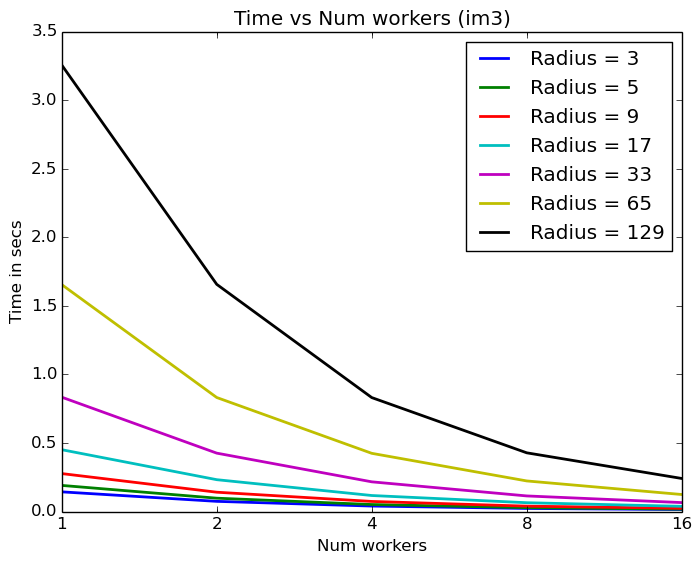 Time vs Num workers (im3)
3.5
3.0
2.5
2.0
1.5
1.0
0.5
0.0
Time in secs
Radius = 3
Radius = 5
Radius = 9
Radius = 17
Radius = 33
Radius = 65
Radius = 129
1 2 4 8 16
Num workers